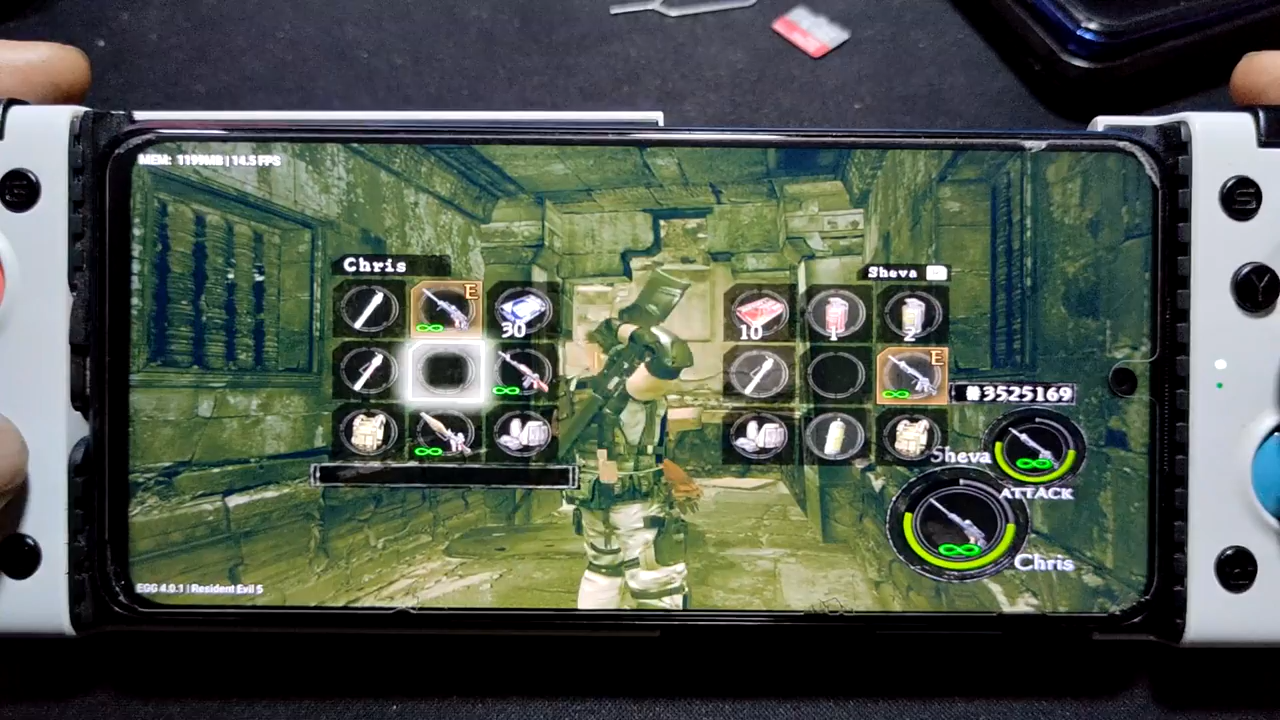 MEM: 1199MB | 14.5 FPS
Chris
Sheva
E
30
10
1
2
E
3525169
Sheva
ATTACK
Chris
EGG 4.0.1 | Resident Evil 5
S
Y